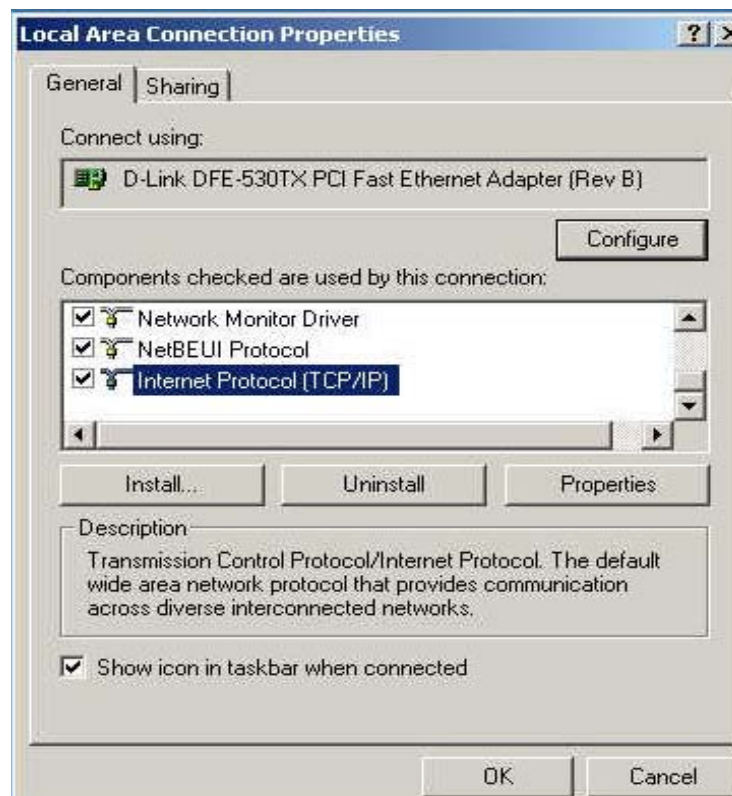 Local Area Connection Properties
General Sharing
Connect using:
D-Link DFE-530TX PCI Fast Ethernet Adapter (Rev B)
Configure
Components checked are used by this connection:
Network Monitor Driver
NetBEUI Protocol
Internet Protocol (TCP/IP)
Install... Uninstall Properties
Description
Transmission Control Protocol/Internet Protocol. The default
wide area network protocol that provides communication
across diverse interconnected networks.
Show icon in taskbar when connected
OK Cancel